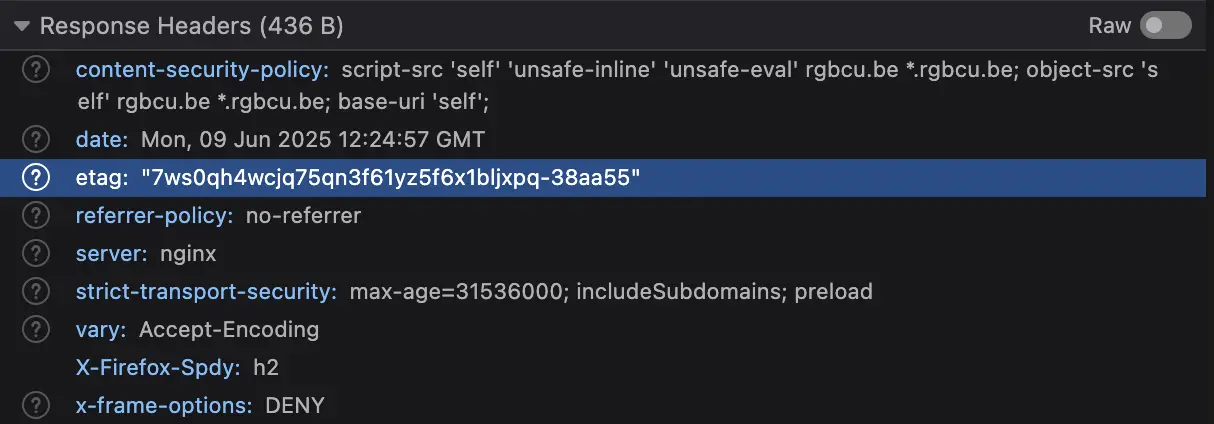 Response Headers (436 B)
Raw
content-security-policy: script-src 'self' 'unsafe-inline' 'unsafe-eval' rgbcu.be *.rgbcu.be; object-src 's
elf' rgbcu.be *.rgbcu.be; base-uri 'self';
date: Mon, 09 Jun 2025 12:24:57 GMT
etag: "7ws0qh4wcjq75qn3f61yz5f6x1bljxpq-38aa55"
referrer-policy: no-referrer
server: nginx
strict-transport-security: max-age=31536000; includeSubdomains; preload
vary: Accept-Encoding
X-Firefox-Spdy: h2
x-frame-options: DENY